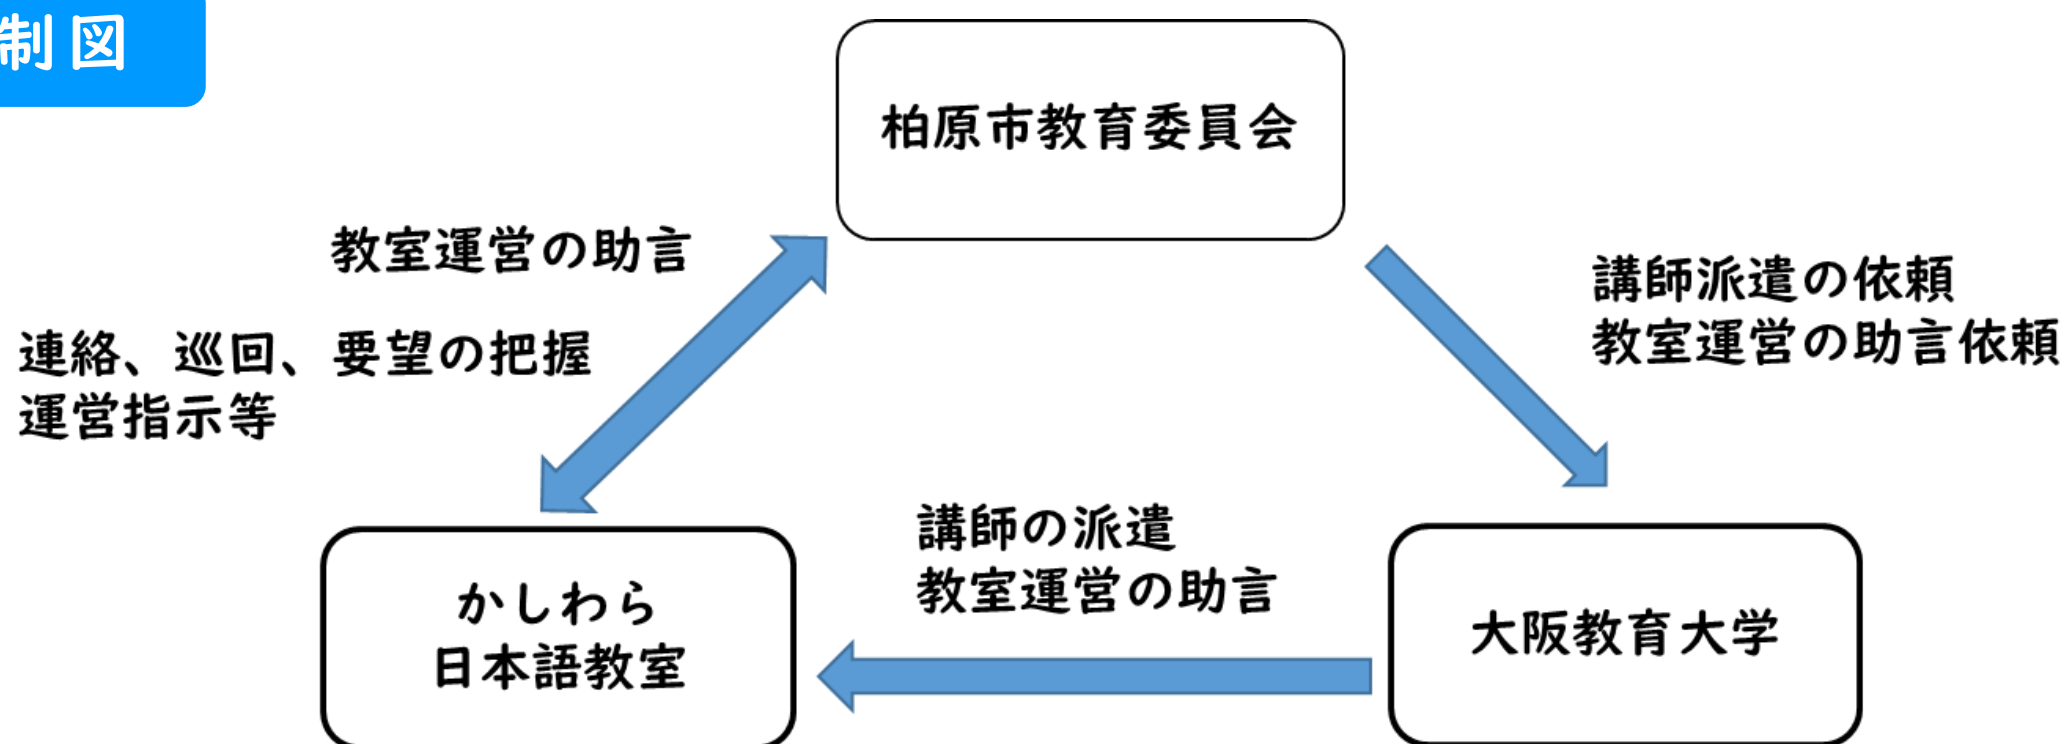 制図
柏原市教育委員会
教室運営の助言
連絡、巡回、要望の把握
運営指示等
講師派遣の依頼
教室運営の助言依頼
講師の派遣
教室運営の助言
かしわら
日本語教室
大阪教育大学